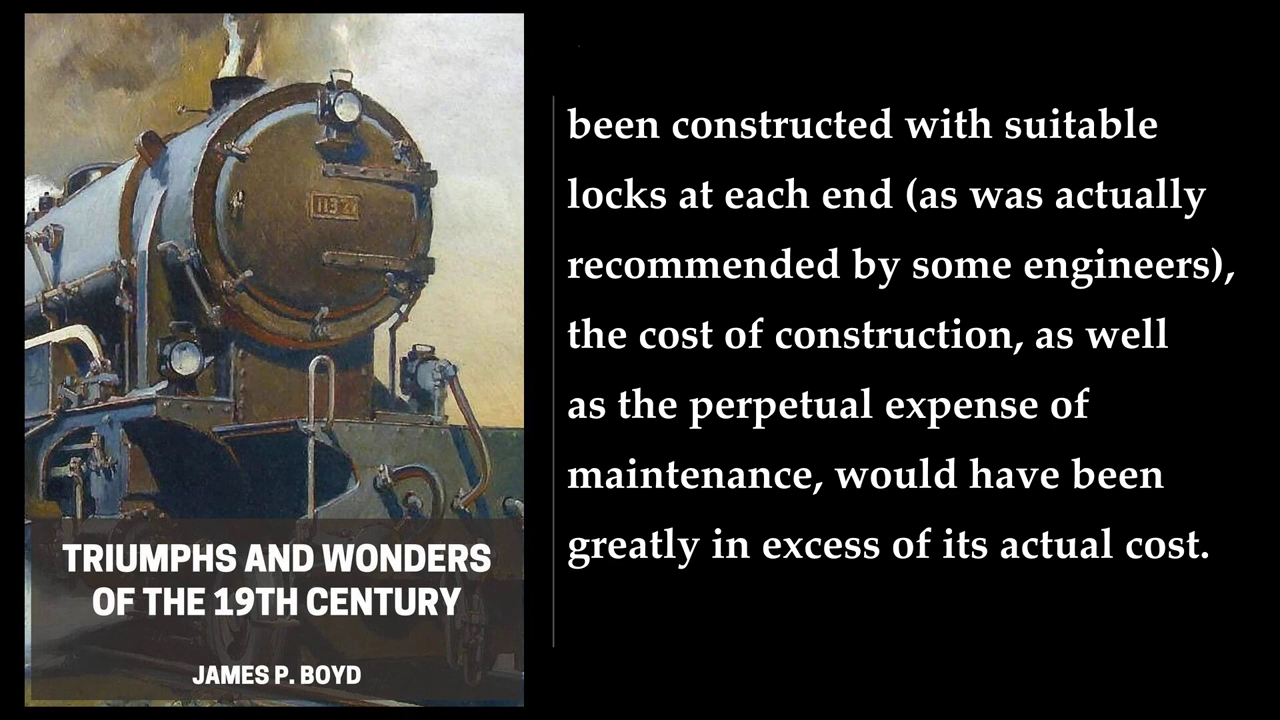 been constructed with suitable
locks at each end (as was actually
recommended by some engineers),
the cost of construction, as well
as the perpetual expense of
maintenance, would have been
greatly in excess of its actual cost.
TRIUMPHS AND WONDERS
OF THE 19TH CENTURY
JAMES P. BOYD